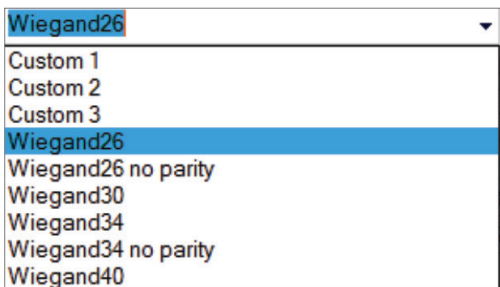 Wiegand26
Custom 1
Custom 2
Custom 3
Wiegand26
Wiegand26 no parity
Wiegand30
Wiegand34
Wiegand34 no parity
Wiegand40